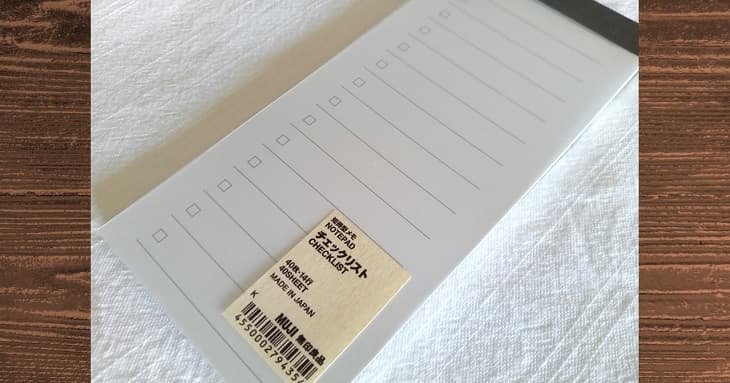 短冊型メモ
NOTEPAD
チェックリスト
CHECKLIST
40枚・14行
40SHEET
MADE IN JAPAN
K
MUJI 無印良品